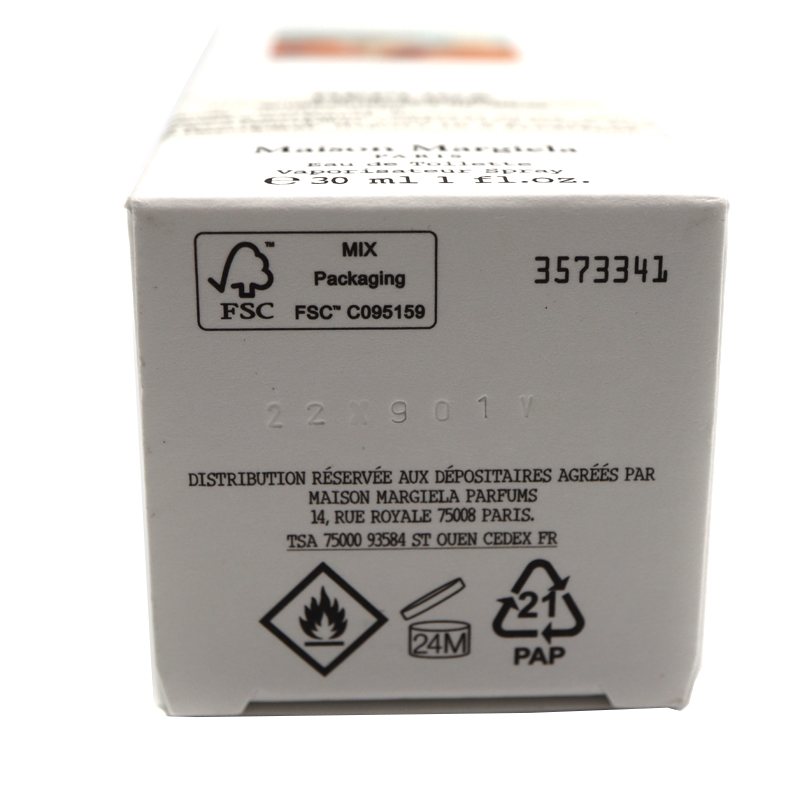 Maison Margiela
PARIS
Eau de Toilette
Vaporisateur Spray
℮ 30 ml 1 fl.oz.
FSC™
MIX
Packaging
FSC™ C095159
3573341
22X901V
DISTRIBUTION RÉSERVÉE AUX DÉPOSITAIRES AGRÉÉS PAR
MAISON MARGIELA PARFUMS
14, RUE ROYALE 75008 PARIS.
TSA 75000 93584 ST OUEN CEDEX FR
24M
21
PAP